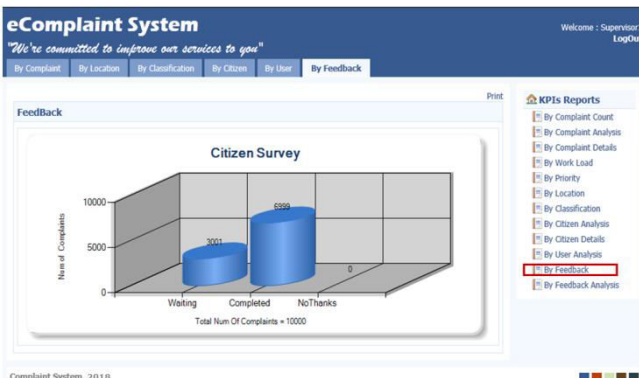 eComplaint System
"We're committed to improve our services to you"
Welcome : Supervisor
LogOu
By Complaint
By Location
By Classification
By Citizen
By User
By Feedback
Print
FeedBack
Citizen Survey
Num of Complaints
10000
5000
0
3001
6999
0
Waiting
Completed
NoThanks
Total Num Of Complaints = 10000
KPIs Reports
By Complaint Count
By Complaint Analysis
By Complaint Details
By Work Load
By Priority
By Location
By Classification
By Citizen Analysis
By Citizen Details
By User Analysis
By Feedback
By Feedback Analysis
Complaint System, 2018